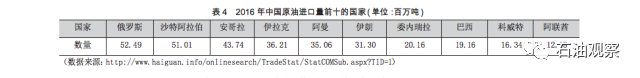 表 4 2016 年中国原油进口量前十的国家（单位：百万吨）
国家 俄罗斯 沙特阿拉伯 安哥拉 伊拉克 阿曼 伊朗 委内瑞拉 巴西 科威特 阿联酋
数量 52.49 51.01 43.74 36.21 35.06 31.30 20.16 19.16 16.34
（数据来源：http://www.haiguan.info/onlinesearch/TradeStat/StatCOMSub.aspx?TID=1）
石油观察